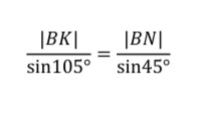 |BK| / sin105° = |BN| / sin45°